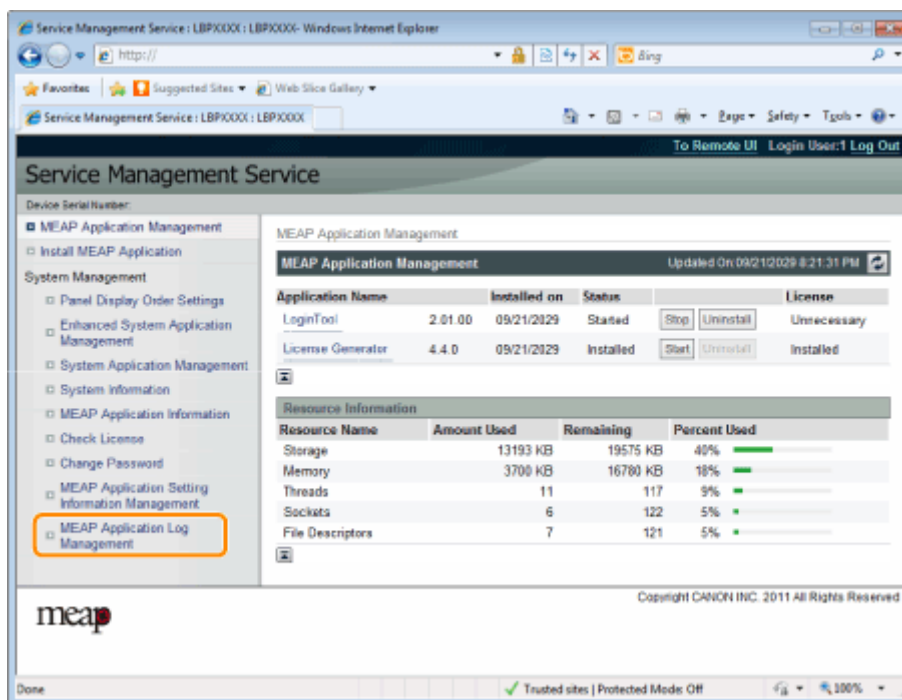 Service Management Service : LBPXXXX : LBPXXXX- Windows Internet Explorer
http://
Bing
Favorites Suggested Sites Web Slice Gallery
Service Management Service : LBPXXXX : LBPXXXX
Page Safety Tools
To Remote UI Login User:1 Log Out
Service Management Service
Device Serial Number:
MEAP Application Management
Install MEAP Application
System Management
Panel Display Order Settings
Enhanced System Application
Management
System Application Management
System Information
MEAP Application Information
Check License
Change Password
MEAP Application Setting
Information Management
MEAP Application Log
Management
MEAP Application Management
MEAP Application Management Updated On:09/21/2029 8:21:31 PM
Application Name Installed on Status License
LoginTool 2.01.00 09/21/2029 Started Stop Uninstall Unnecessary
License Generator 4.4.0 09/21/2029 Installed Start Uninstall Installed
Resource Information
Resource Name Amount Used Remaining Percent Used
Storage 13193 KB 19575 KB 40%
Memory 3700 KB 16780 KB 18%
Threads 11 117 9%
Sockets 6 122 5%
File Descriptors 7 121 5%
Copyright CANON INC. 2011 All Rights Reserved
meap
Done Trusted sites | Protected Mode: Off 100%